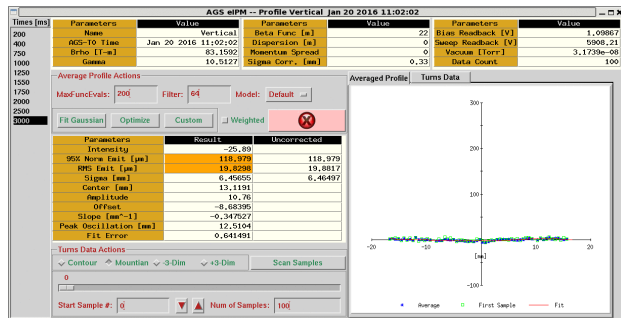 AGS eIPM -- Profile Vertical Jan 20 2016 11:02:02
Times [ms]
200
400
750
1000
1250
1550
1750
2000
2500
3000
Parameters Value
Name Vertical
AGS-T0 Time Jan 20 2016 11:02:02
Brho [T-m] 83.1592
Gamma 10.5127
Parameters Value
Beta Func [m] 22
Dispersion [m] 0
Momentum Spread 0
Sigma Corr. [mm] 0.33
Parameters Value
Bias Readback [V] 1.09867
Sweep Readback [V] 5908.21
Vacuum [Torr] 3.1739e-08
Data Count 100
Average Profile Actions
MaxFuncEvals: 200 Filter: 64 Model: Default
Fit Gaussian Optimize Custom Weighted
Parameters Result Uncorrected
Intensity -25.89
95% Norm Emit [µm] 118.979 118.979
RMS Emit [µm] 19.8298 19.8817
Sigma [mm] 6.45655 6.46497
Center [mm] 13.1191
Amplitude 10.76
Offset -8.68395
Slope [mm^-1] -0.347527
Peak Oscillation [mm] 12.5104
Fit Error 0.641491
Turns Data Actions
Contour Mountian -3-Dim +3-Dim Scan Samples
0
Start Sample #: 0 Num of Samples: 100
Averaged Profile Turns Data
300
200
100
-20 -10 10 20
[mm]
-100
Average First Sample Fit